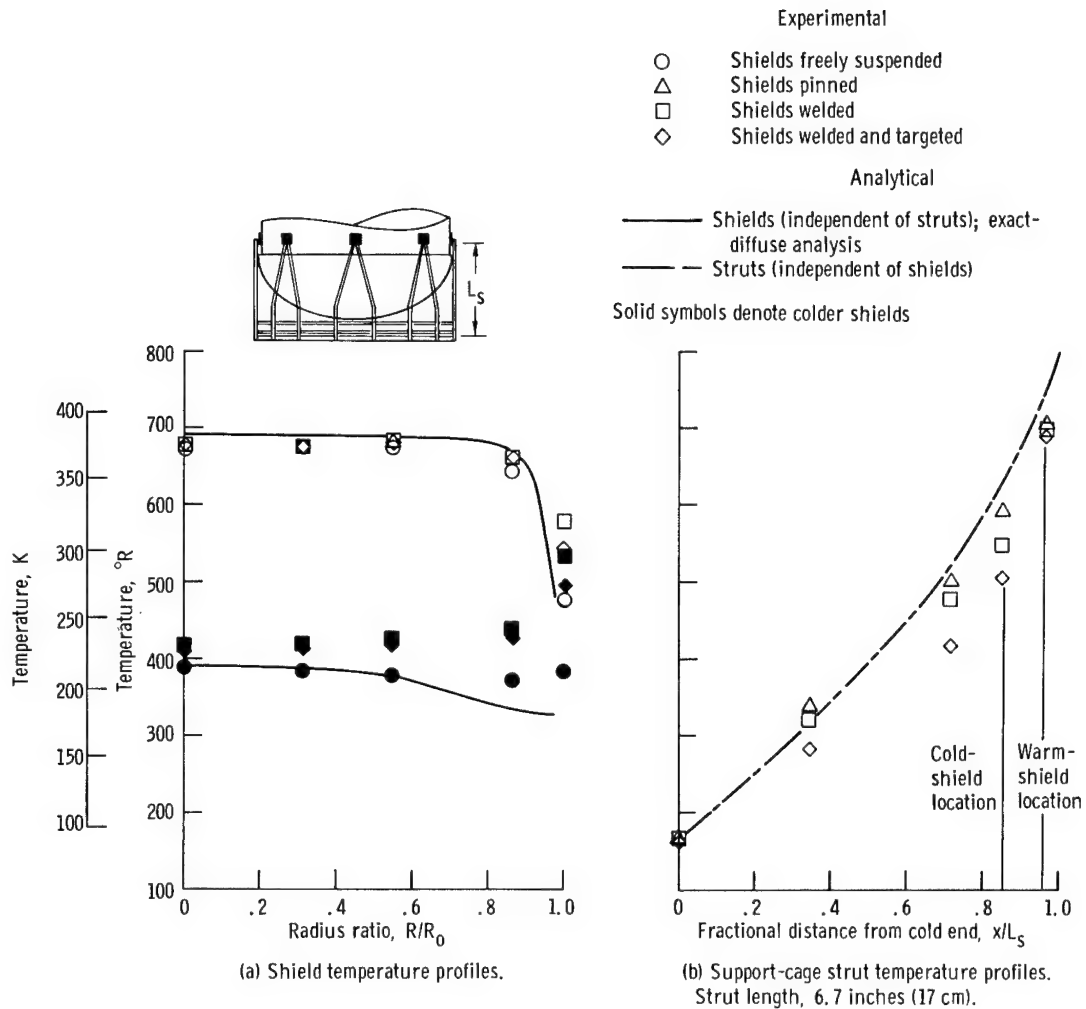 Experimental
Shields freely suspended
Shields pinned
Shields welded
Shields welded and targeted
Analytical
Shields (independent of struts); exact-
diffuse analysis
Struts (independent of shields)
Solid symbols denote colder shields
Ls
Temperature, K
400
350
300
250
200
150
100
Temperature, °R
800
700
600
500
400
300
200
100
0
.2
.4
.6
.8
1.0
Radius ratio, R/R0
(a) Shield temperature profiles.
Cold-
shield
location
Warm-
shield
location
0
.2
.4
.6
.8
1.0
Fractional distance from cold end, x/Ls
(b) Support-cage strut temperature profiles.
Strut length, 6.7 inches (17 cm).